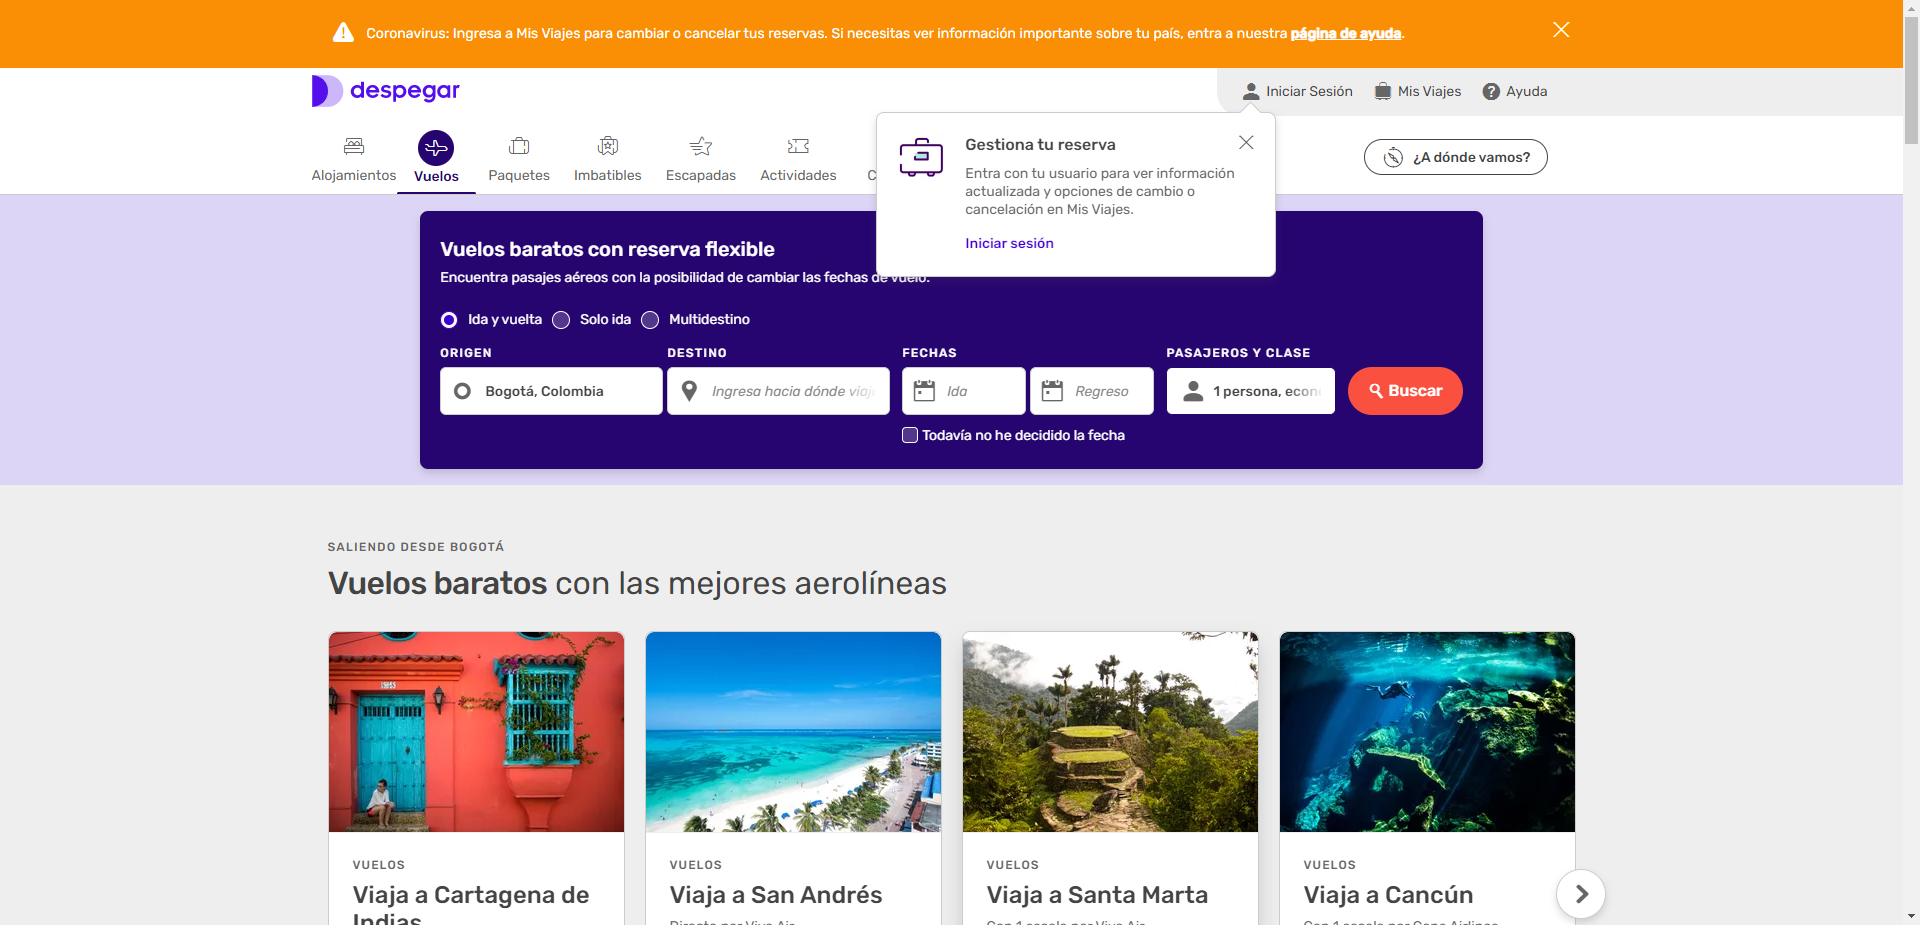 Coronavirus: Ingresa a Mis Viajes para cambiar o cancelar tus reservas. Si necesitas ver información importante sobre tu país, entra a nuestra página de ayuda.
despegar
Iniciar Sesión
Mis Viajes
Ayuda
Alojamientos
Vuelos
Paquetes
Imbatibles
Escapadas
Actividades
¿A dónde vamos?
Gestiona tu reserva
Entra con tu usuario para ver información
actualizada y opciones de cambio o
cancelación en Mis Viajes.
Iniciar sesión
Vuelos baratos con reserva flexible
Encuentra pasajes aéreos con la posibilidad de cambiar las fechas de vuelo.
Ida y vuelta
Solo ida
Multidestino
ORIGEN
DESTINO
FECHAS
PASAJEROS Y CLASE
Bogotá, Colombia
Ingresa hacia dónde viaj
Ida
Regreso
1 persona, econ
Buscar
Todavía no he decidido la fecha
SALIENDO DESDE BOGOTÁ
Vuelos baratos con las mejores aerolíneas
VUELOS
Viaja a Cartagena de
Indias
VUELOS
Viaja a San Andrés
VUELOS
Viaja a Santa Marta
VUELOS
Viaja a Cancún